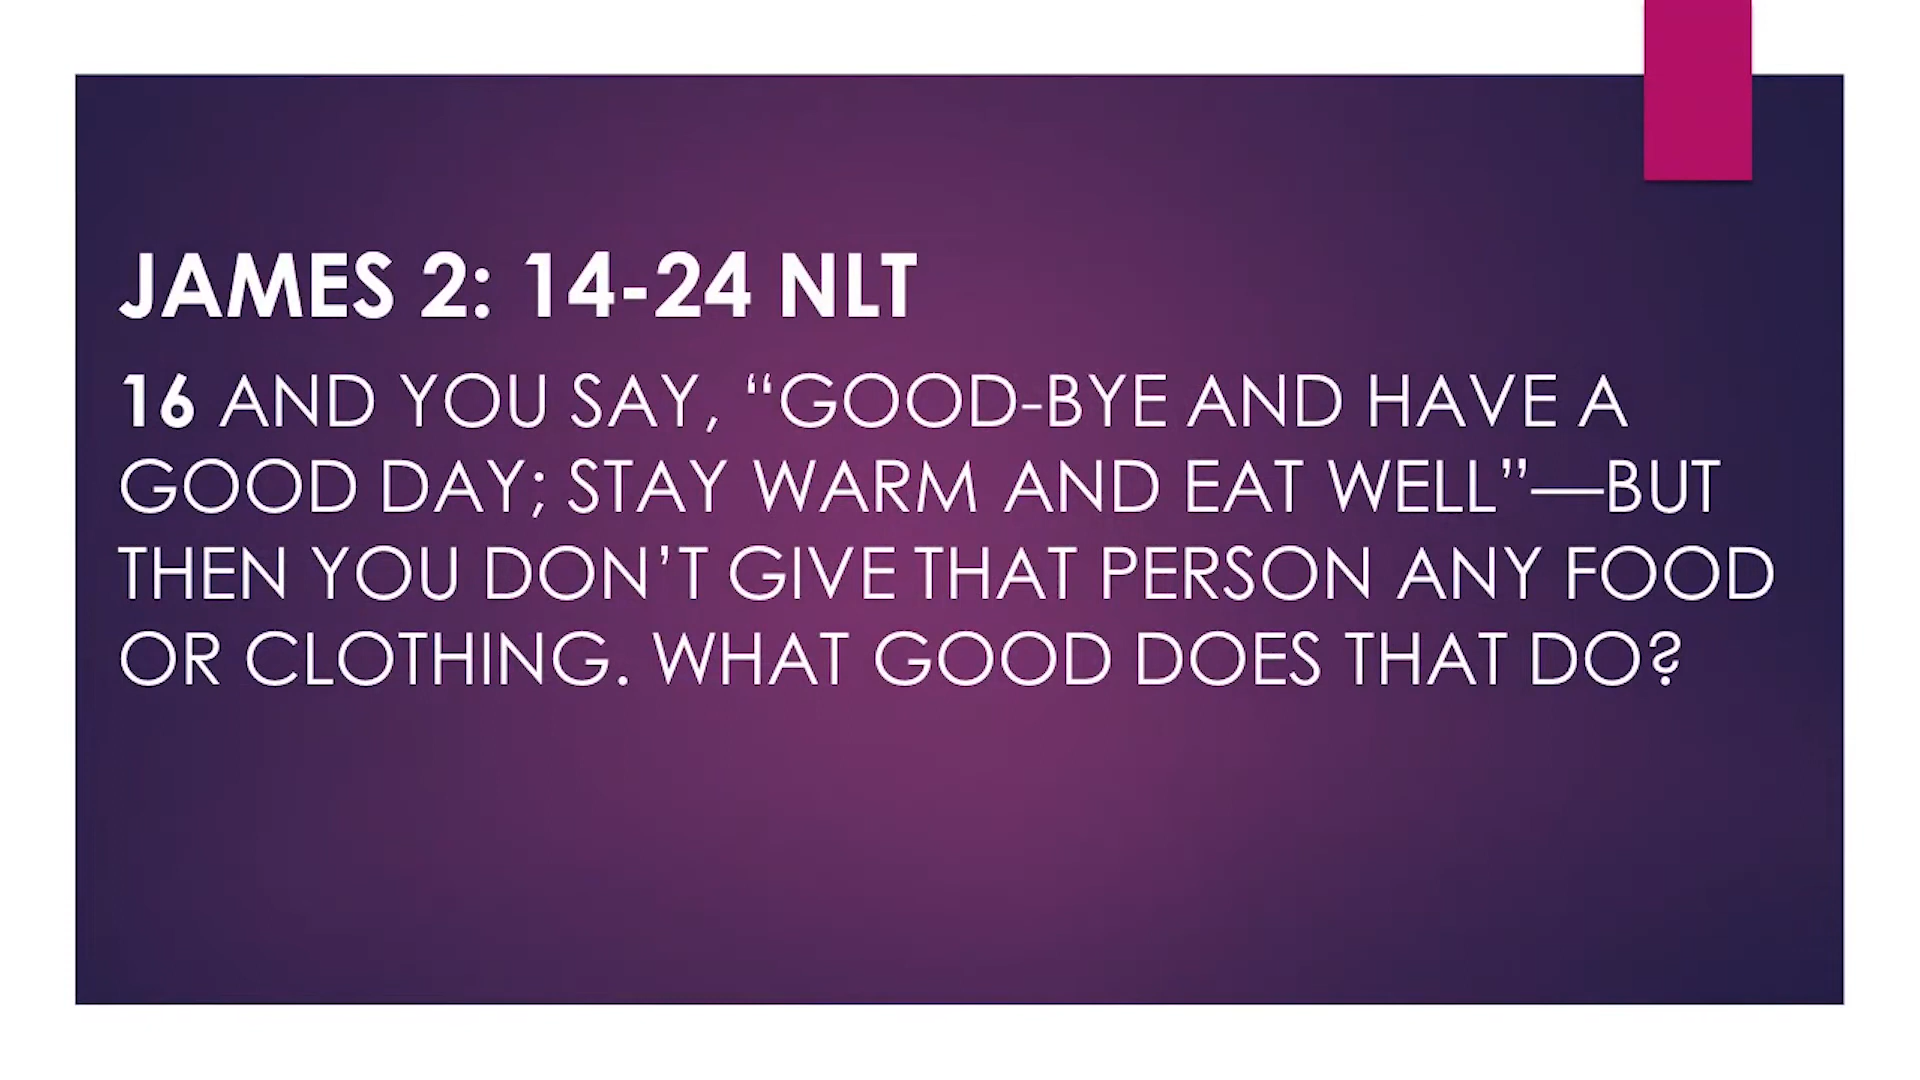 JAMES 2: 14-24 NLT
16 AND YOU SAY, “GOOD-BYE AND HAVE A
GOOD DAY; STAY WARM AND EAT WELL”—BUT
THEN YOU DON’T GIVE THAT PERSON ANY FOOD
OR CLOTHING. WHAT GOOD DOES THAT DO?